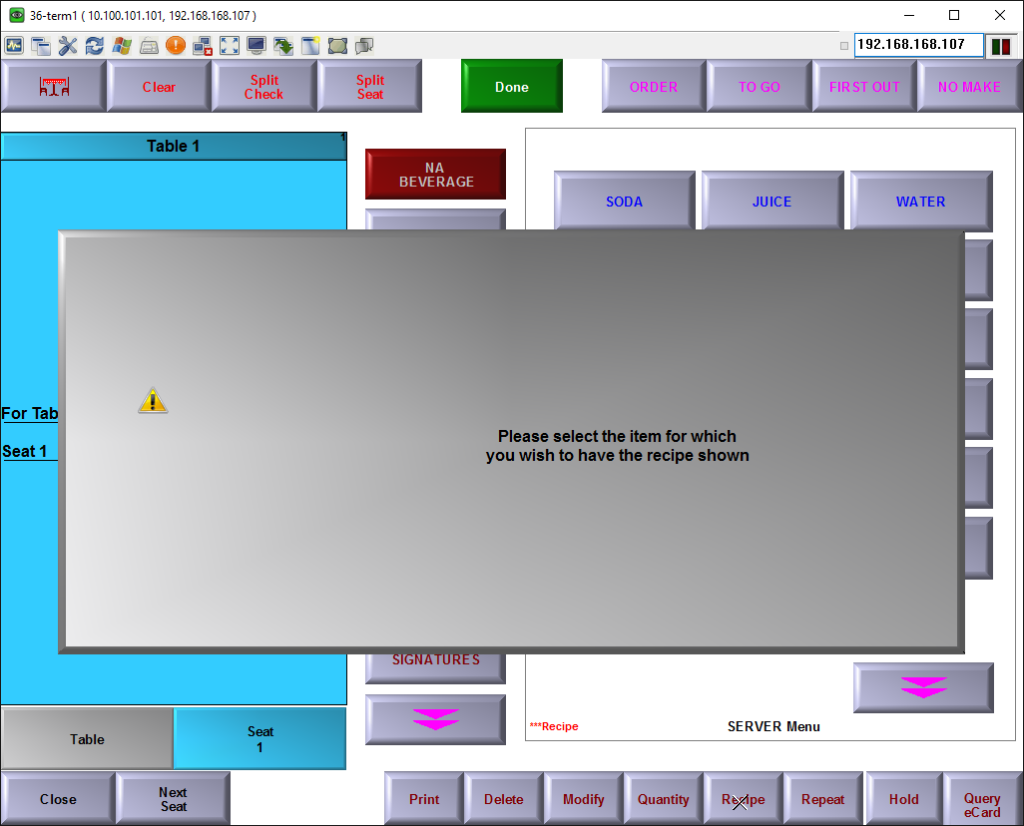 36-term1 ( 10.100.101.101, 192.168.168.107 )
192.168.168.107
Clear
Split
Check
Split
Seat
Done
ORDER
TO GO
FIRST OUT
NO MAKE
Table 1
1
NA
BEVERAGE
SODA
JUICE
WATER
For Tab
Seat 1
Please select the item for which
you wish to have the recipe shown
SIGNATURES
***Recipe
SERVER Menu
Table
Seat
1
Close
Next
Seat
Print
Delete
Modify
Quantity
Recipe
Repeat
Hold
Query
eCard